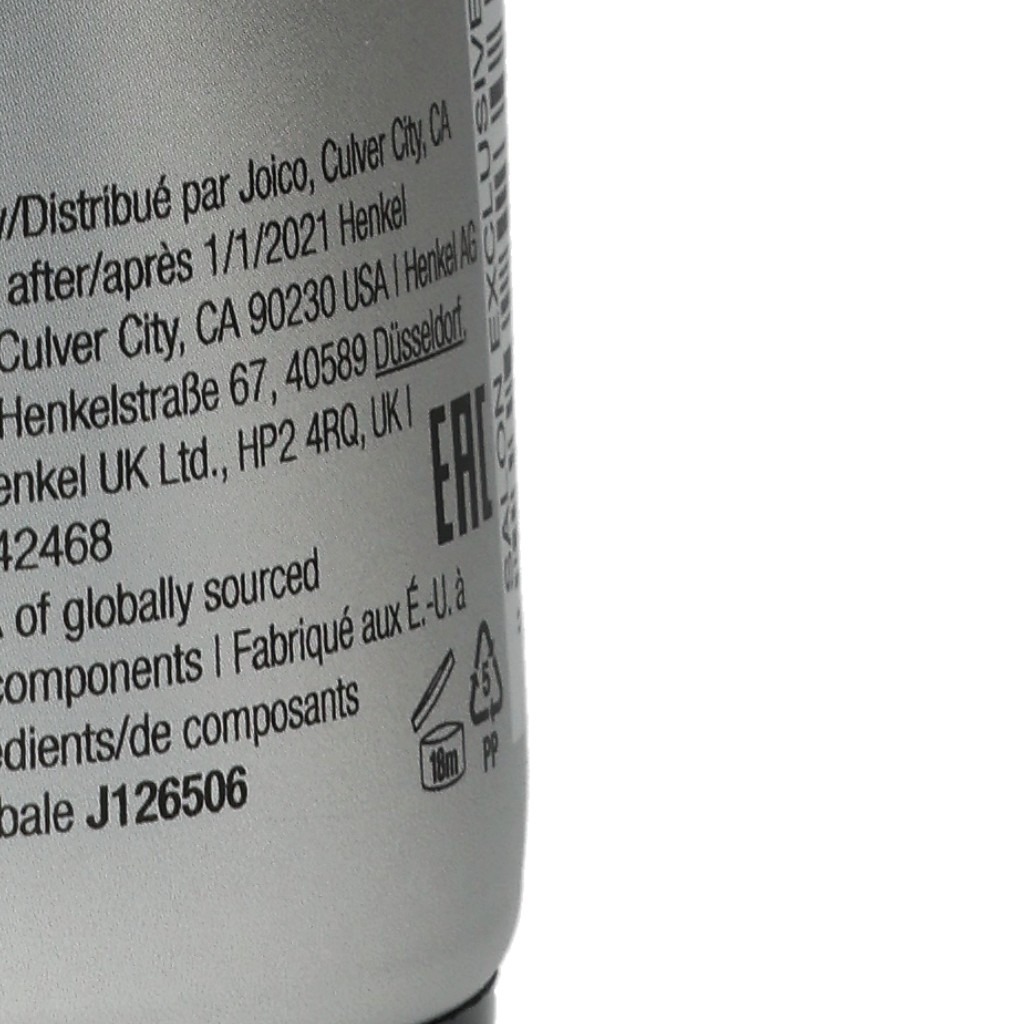 /Distribué par Joico, Culver City, CA
after/après 1/1/2021 Henkel
Culver City, CA 90230 USA | Henkel AG
Henkelstraße 67, 40589 Düsseldorf,
enkel UK Ltd., HP2 4RQ, UK |
42468
of globally sourced
components | Fabriqué aux É.-U. à
edients/de composants
bale J126506
EAC
18m
5
PP
SALON EXCLUSIVE